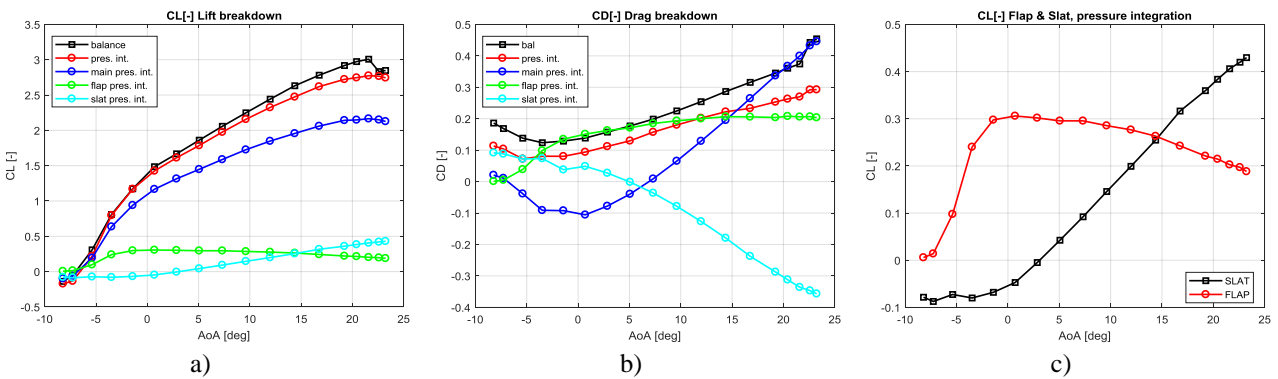 CL[-] Lift breakdown
3.5
3
2.5
2
1.5
1
0.5
0
-0.5
CL [-]
balance
pres. int.
main pres. int.
flap pres. int.
slat pres. int.
-10 -5 0 5 10 15 20 25
AoA [deg]
a)
CD[-] Drag breakdown
0.5
0.4
0.3
0.2
0.1
0
-0.1
-0.2
-0.3
-0.4
CD [-]
bal
pres. int.
main pres. int.
flap pres. int.
slat pres. int.
-10 -5 0 5 10 15 20 25
AoA [deg]
b)
CL[-] Flap & Slat, pressure integration
0.5
0.4
0.3
0.2
0.1
0
-0.1
CL [-]
SLAT
FLAP
-10 -5 0 5 10 15 20 25
AoA [deg]
c)